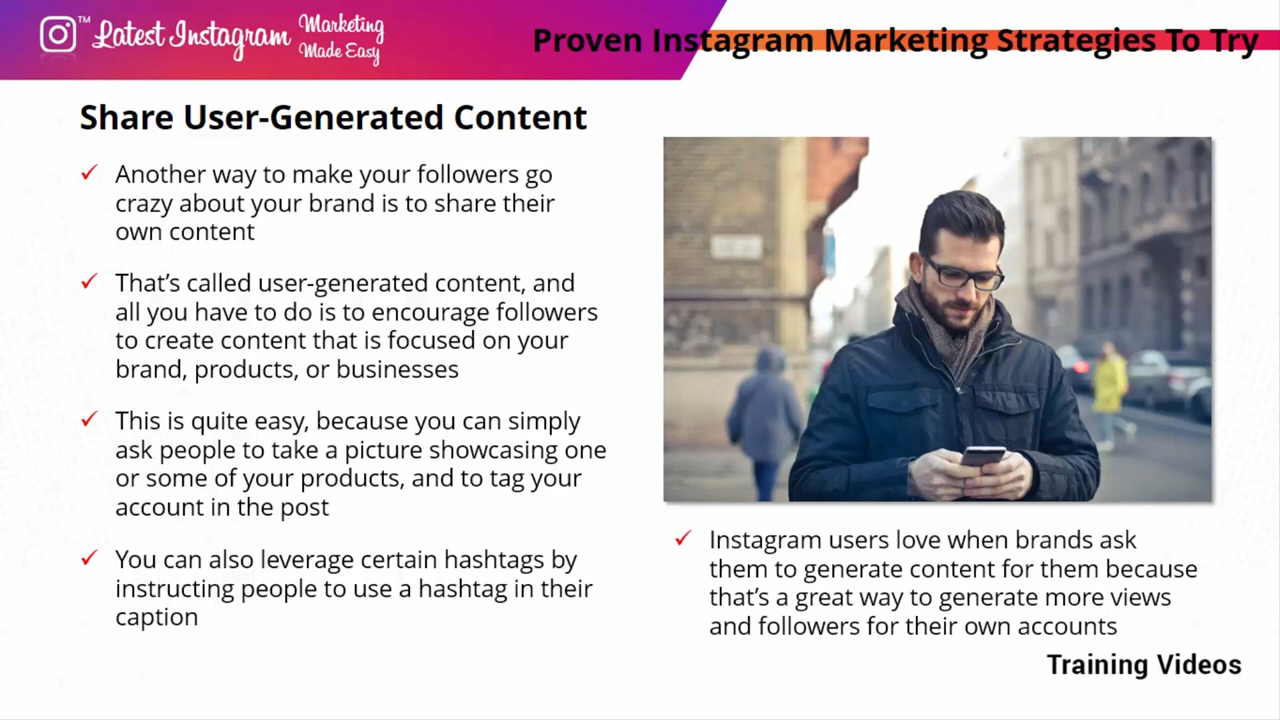 TM Latest Instagram Marketing
Made Easy
Proven Instagram Marketing Strategies To Try
Share User-Generated Content
Another way to make your followers go
crazy about your brand is to share their
own content
That’s called user-generated content, and
all you have to do is to encourage followers
to create content that is focused on your
brand, products, or businesses
This is quite easy, because you can simply
ask people to take a picture showcasing one
or some of your products, and to tag your
account in the post
You can also leverage certain hashtags by
instructing people to use a hashtag in their
caption
Instagram users love when brands ask
them to generate content for them because
that’s a great way to generate more views
and followers for their own accounts
Training Videos